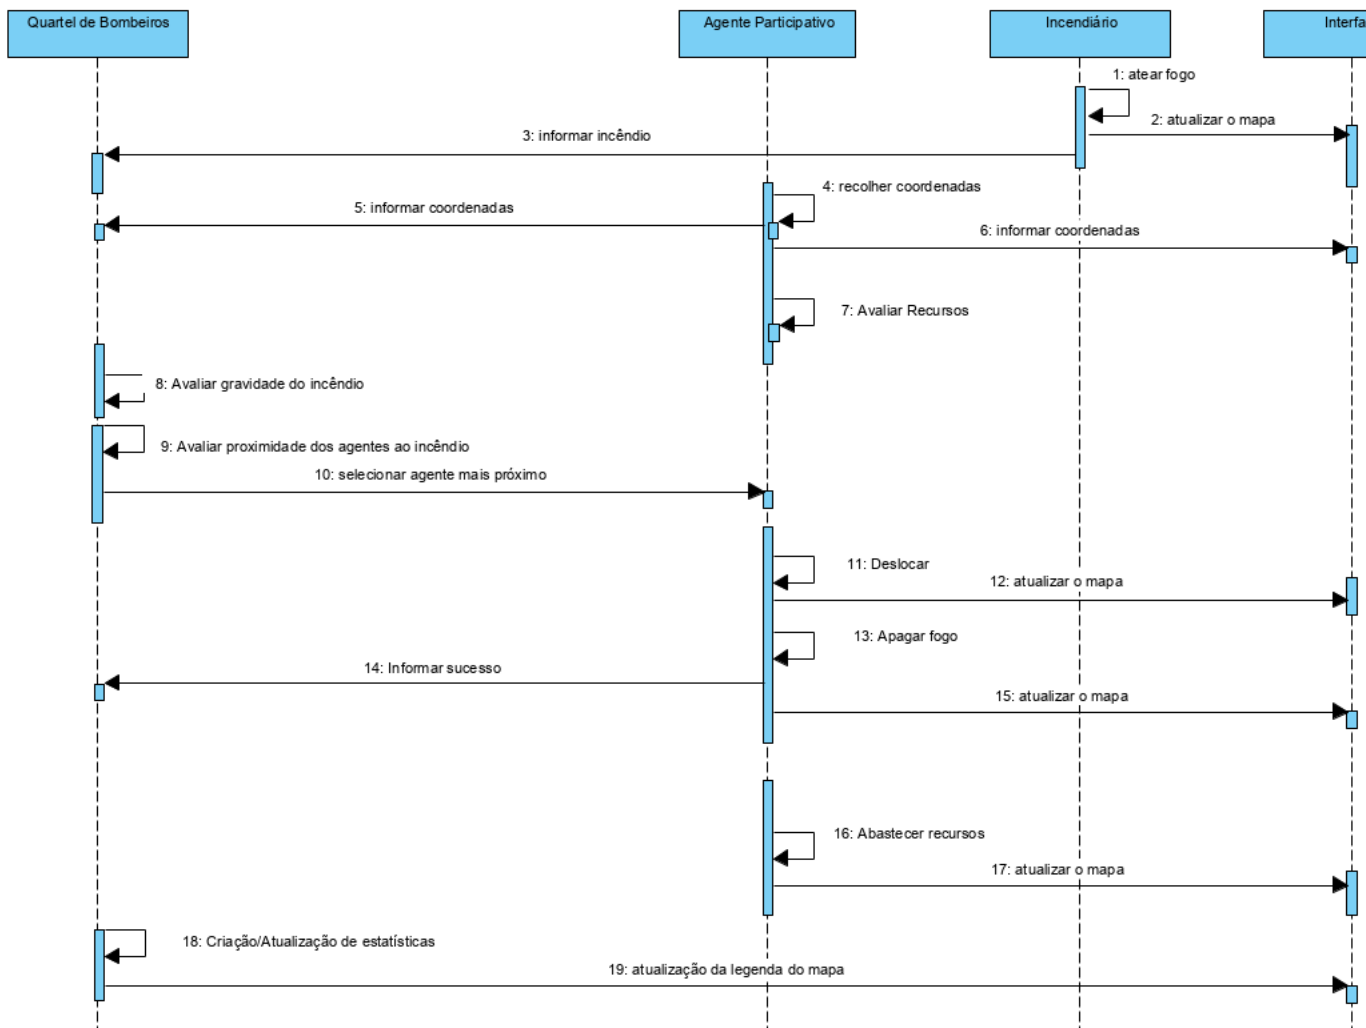 Quartel de Bombeiros
Agente Participativo
Incendiário
Interfa
1: atear fogo
2: atualizar o mapa
3: informar incêndio
4: recolher coordenadas
5: informar coordenadas
6: informar coordenadas
7: Avaliar Recursos
8: Avaliar gravidade do incêndio
9: Avaliar proximidade dos agentes ao incêndio
10: selecionar agente mais próximo
11: Deslocar
12: atualizar o mapa
13: Apagar fogo
14: Informar sucesso
15: atualizar o mapa
16: Abastecer recursos
17: atualizar o mapa
18: Criação/Atualização de estatísticas
19: atualização da legenda do mapa